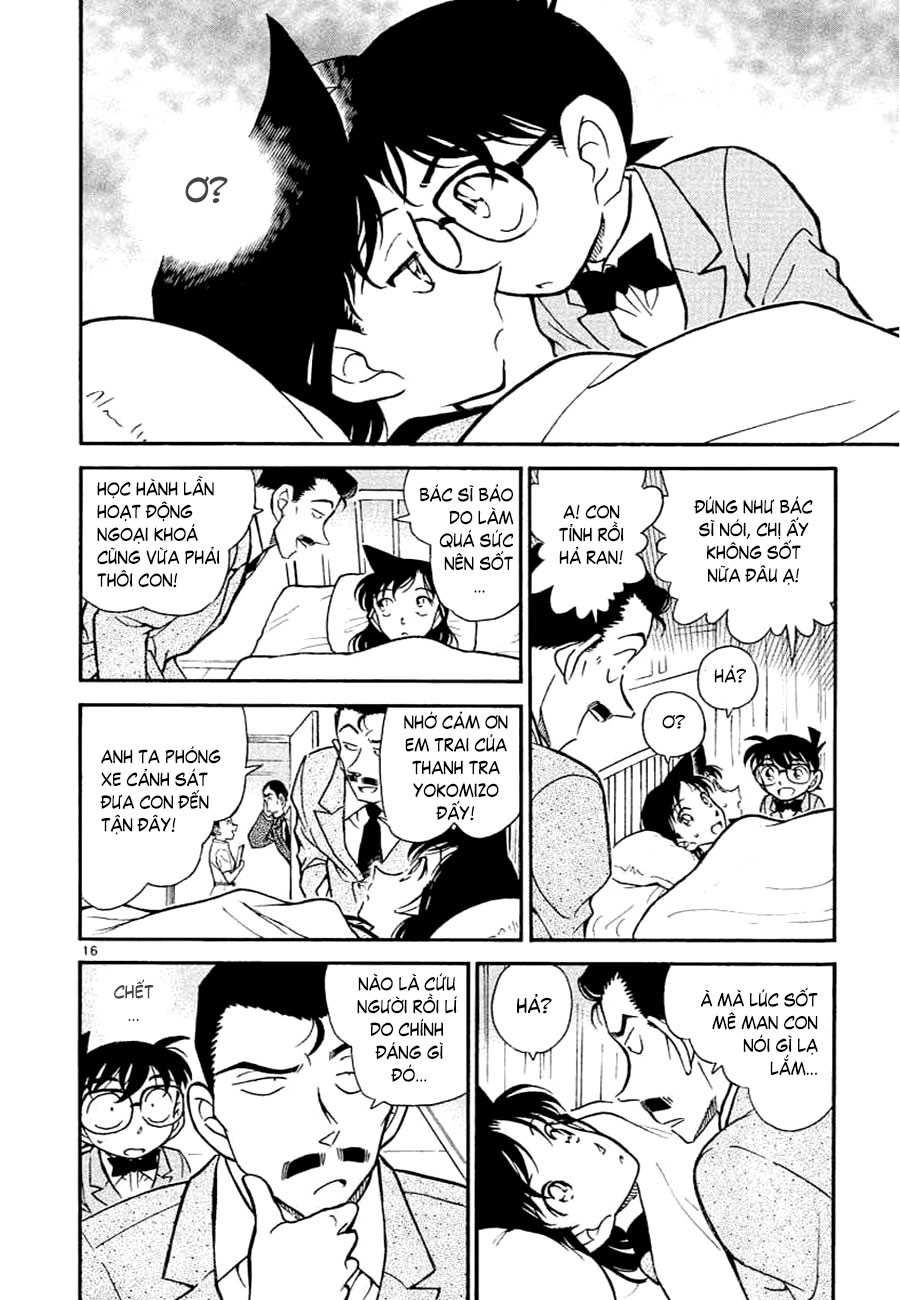 Ơ?
ĐÚNG NHƯ BÁC
SĨ NÓI, CHỊ ẤY
KHÔNG SỐT
NỮA ĐÂU Ạ!
A! CON
TỈNH RỒI
HẢ RAN!
HẢ?
Ơ?
BÁC SĨ BẢO
DO LÀM
QUÁ SỨC
NÊN SỐT
...
HỌC HÀNH LẪN
HOẠT ĐỘNG
NGOẠI KHOÁ
CŨNG VỪA PHẢI
THÔI CON!
NHỚ CẢM ƠN
EM TRAI CỦA
THANH TRA
YOKOMIZO
ĐẤY!
ANH TA PHÓNG
XE CẢNH SÁT
ĐƯA CON ĐẾN
TẬN ĐÂY!
16
À MÀ LÚC SỐT
MÊ MAN CON
NÓI GÌ LẠ
LẮM...
HẢ?
NÀO LÀ CỨU
NGƯỜI RỒI LÍ
DO CHÍNH
ĐÁNG GÌ
ĐÓ...
CHẾT
...